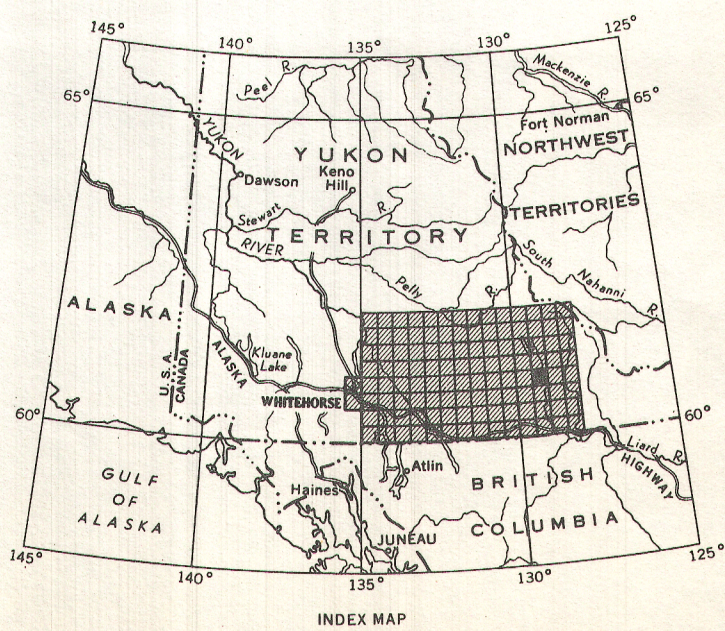 145°
140°
135°
130°
125°
65°
Peel R.
Mackenzie R.
65°
Fort Norman
NORTHWEST
YUKON
YUKON
Keno
Hill
Dawson
TERRITORIES
Stewart R.
TERRITORY
RIVER
South Nahanni R.
Pelly R.
ALASKA
U.S.A.
CANADA
ALASKA
Kluane
Lake
WHITEHORSE
60°
60°
Liard R.
HIGHWAY
Atlin
BRITISH
GULF
OF
ALASKA
Haines
COLUMBIA
JUNEAU
145°
140°
135°
130°
125°
INDEX MAP